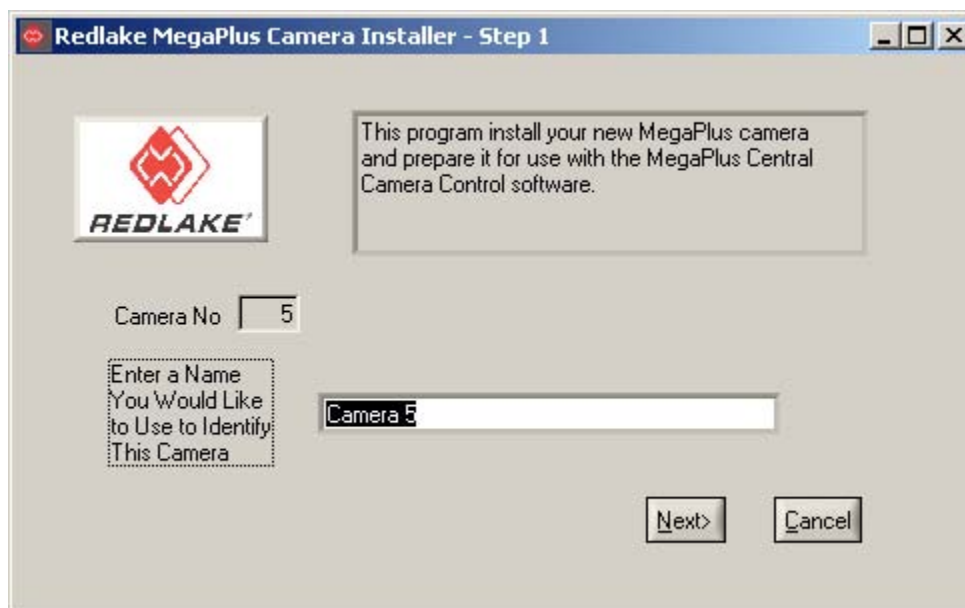 Redlake MegaPlus Camera Installer - Step 1
REDLAKE
This program install your new MegaPlus camera
and prepare it for use with the MegaPlus Central
Camera Control software.
Camera No 5
Enter a Name
You Would Like
to Use to Identify
This Camera
Camera 5
Next>
Cancel